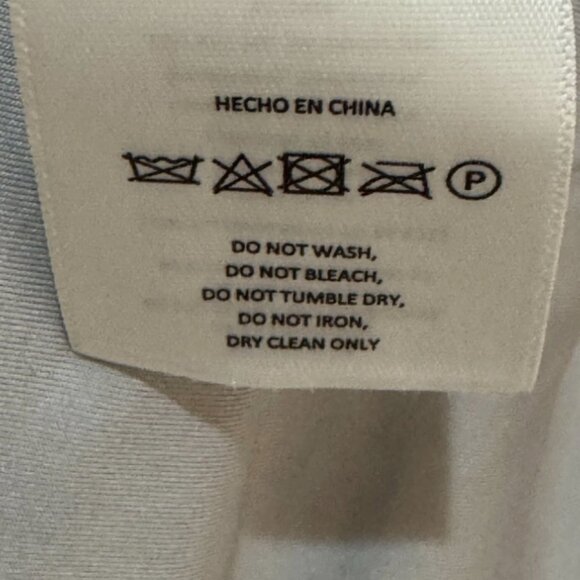 HECHO EN CHINA
P
DO NOT WASH,
DO NOT BLEACH,
DO NOT TUMBLE DRY,
DO NOT IRON,
DRY CLEAN ONLY